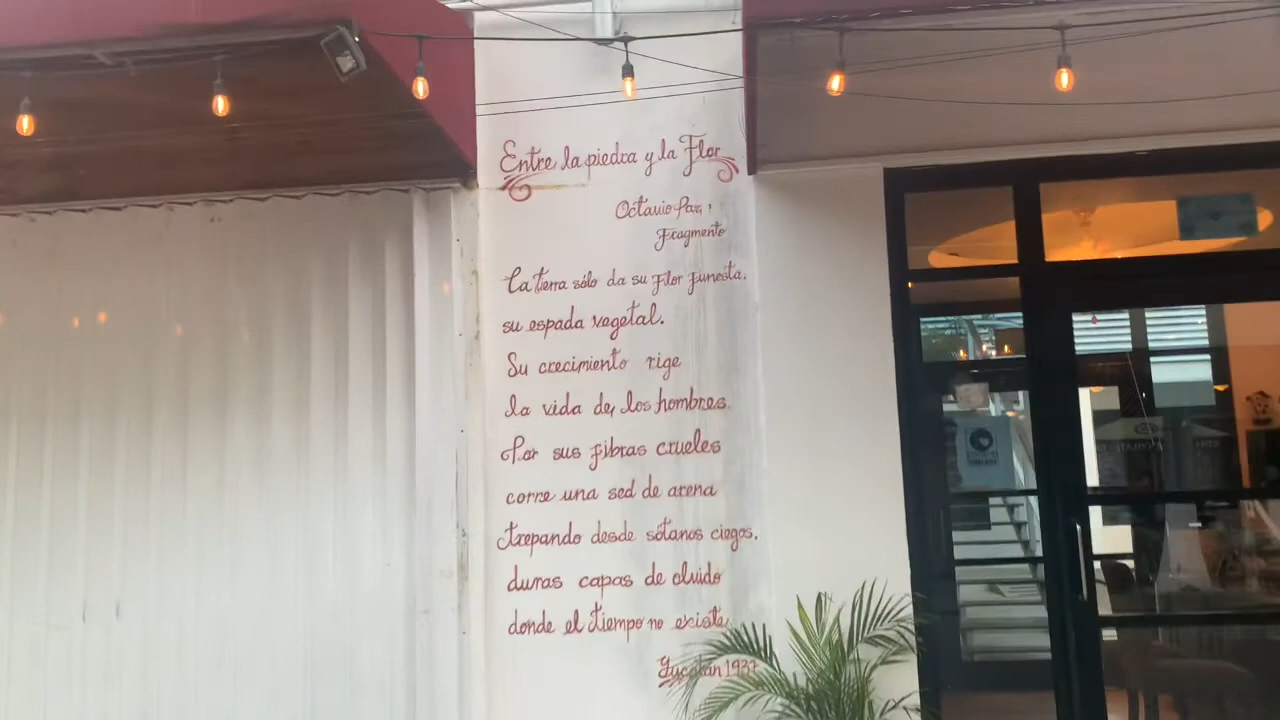 Entre la piedra y la Flor
Octavio Paz,
Fragmento
La tierra sólo da su Flor funesta,
su espada vegetal.
Su crecimiento rige
la vida de los hombres.
Por sus fibras crueles
corre una sed de arena
trepando desde sótanos ciegos,
duras capas de olvido
donde el tiempo no existe.
Yucatán 1937